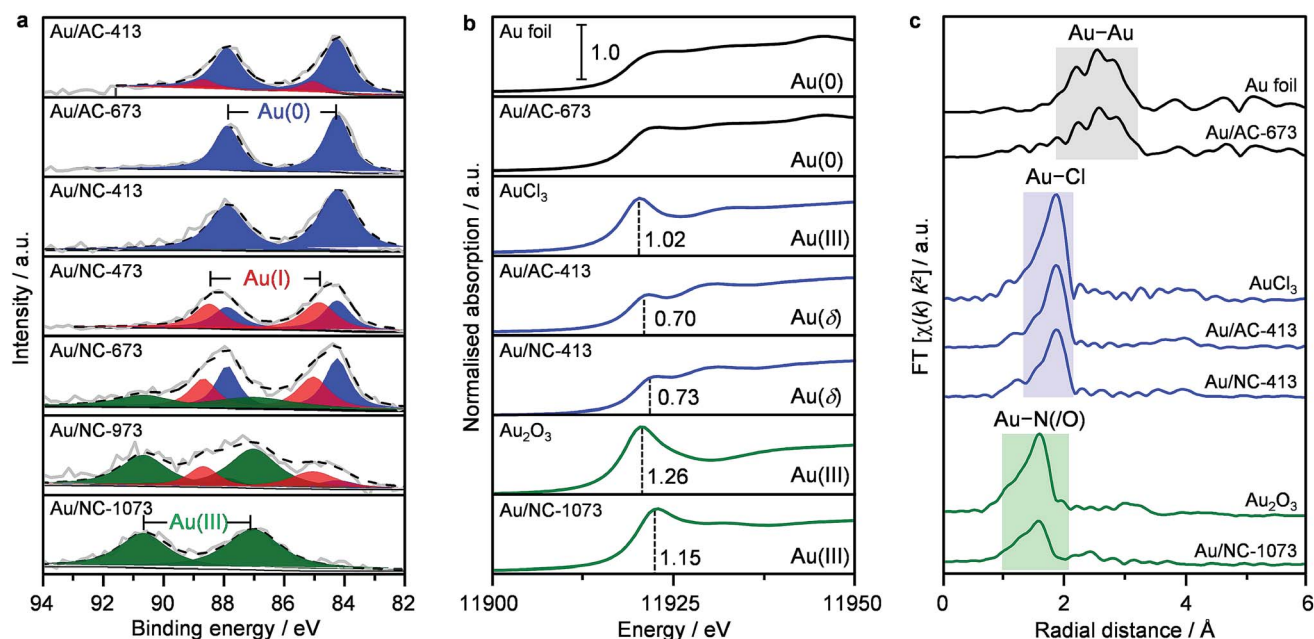 a
Au/AC-413
Au/AC-673
Au(0)
Au/NC-413
Au/NC-473
Au(I)
Au/NC-673
Au/NC-973
Au/NC-1073
Au(III)
Intensity / a.u.
94 92 90 88 86 84 82
Binding energy / eV
b
Au foil
1.0
Au(0)
Au/AC-673
Au(0)
AuCl₃
1.02
Au(III)
Au/AC-413
0.70
Au(δ)
Au/NC-413
0.73
Au(δ)
Au₂O₃
1.26
Au(III)
Au/NC-1073
1.15
Au(III)
Normalised absorption / a.u.
11900 11925 11950
Energy / eV
c
Au−Au
Au foil
Au/AC-673
Au−Cl
AuCl₃
Au/AC-413
Au/NC-413
Au−N(/O)
Au₂O₃
Au/NC-1073
FT [χ(k) k²] / a.u.
0 2 4 6
Radial distance / Å